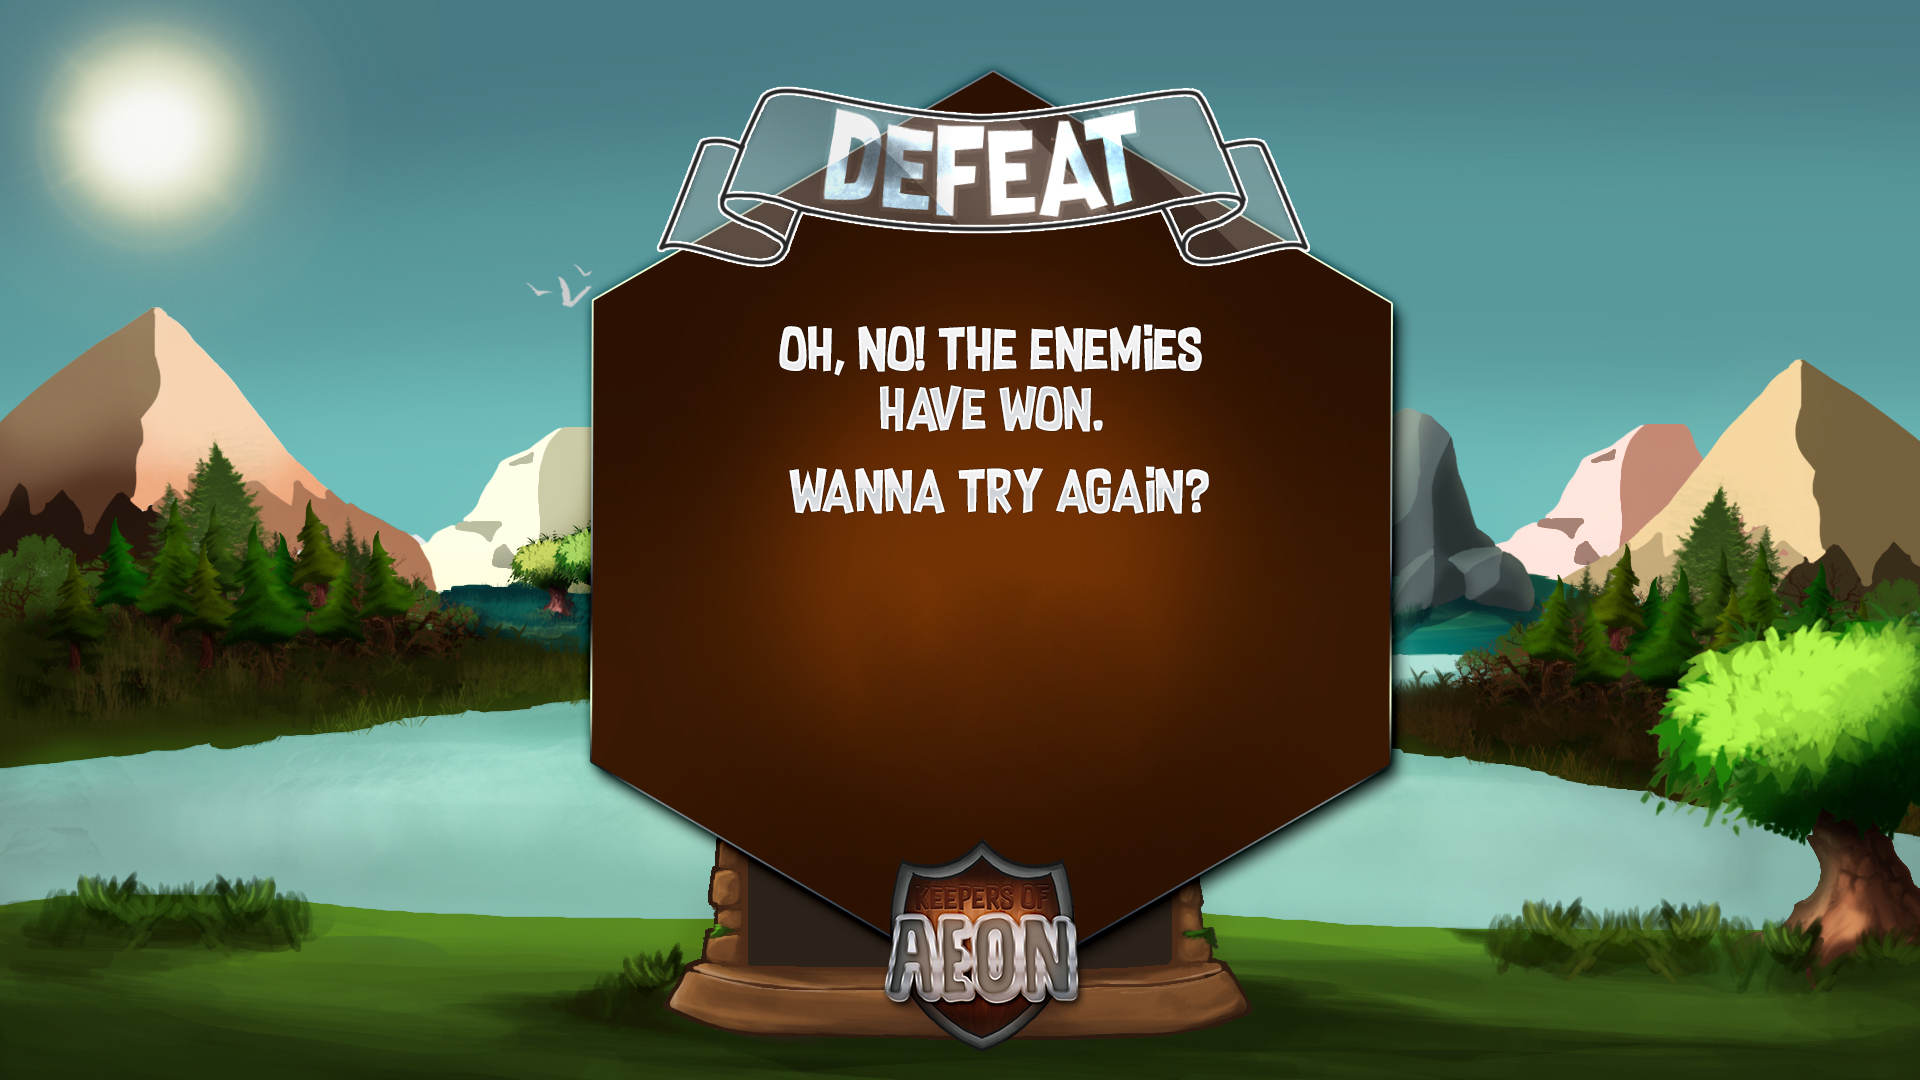 DEFEAT
OH, NO! THE ENEMiES
HAVE WON.
WANNA TRY AGAiN?
KEEPERS OF
AEON